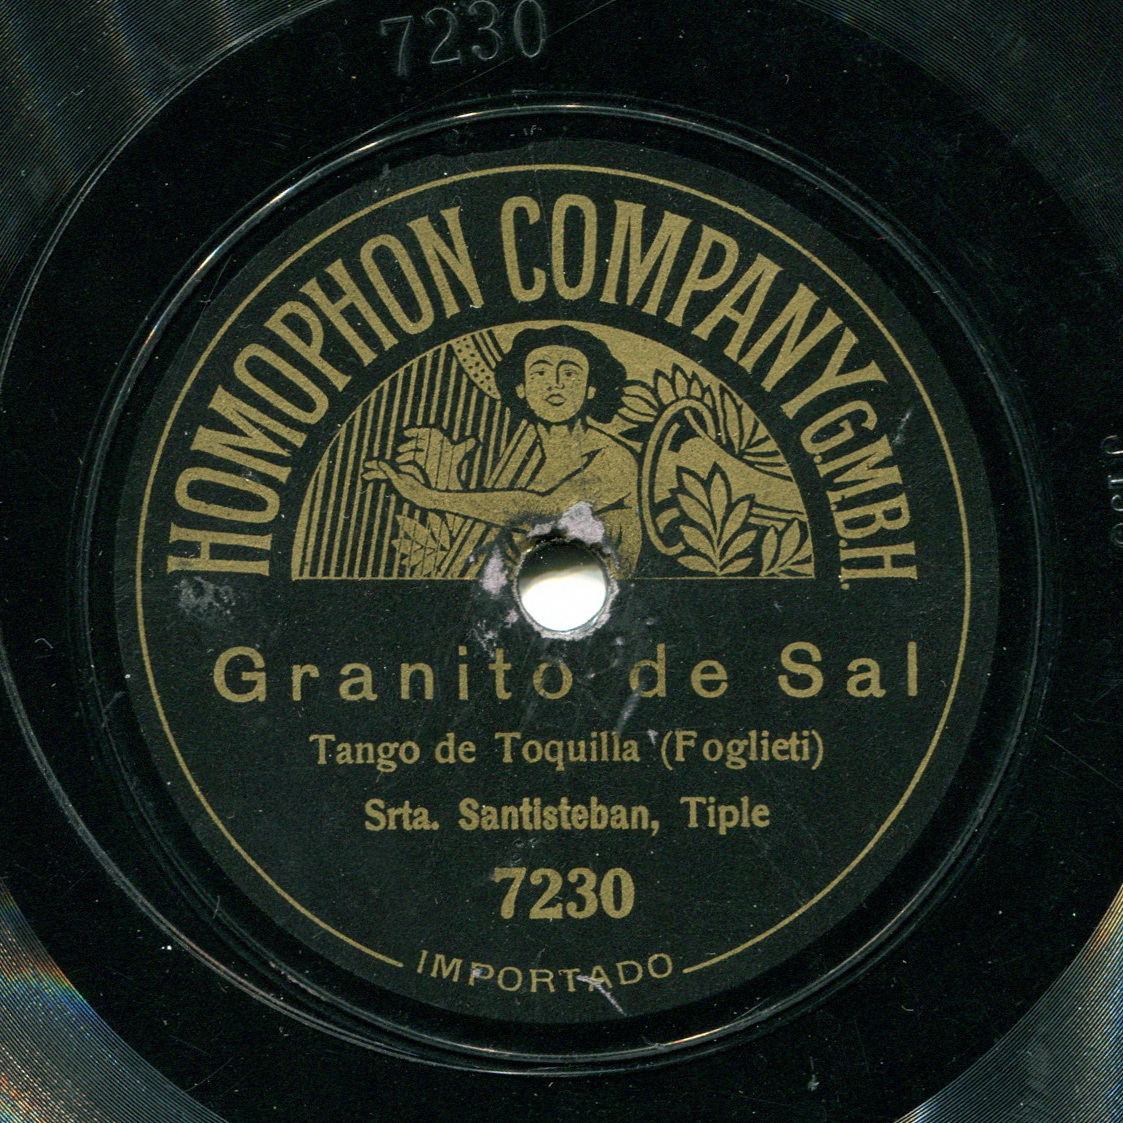 7230
HOMOPHON COMPANY G.M.B.H.
Granito de Sal
Tango de Toquilla (Foglieti)
Srta. Santisteban, Tiple
7230
IMPORTADO